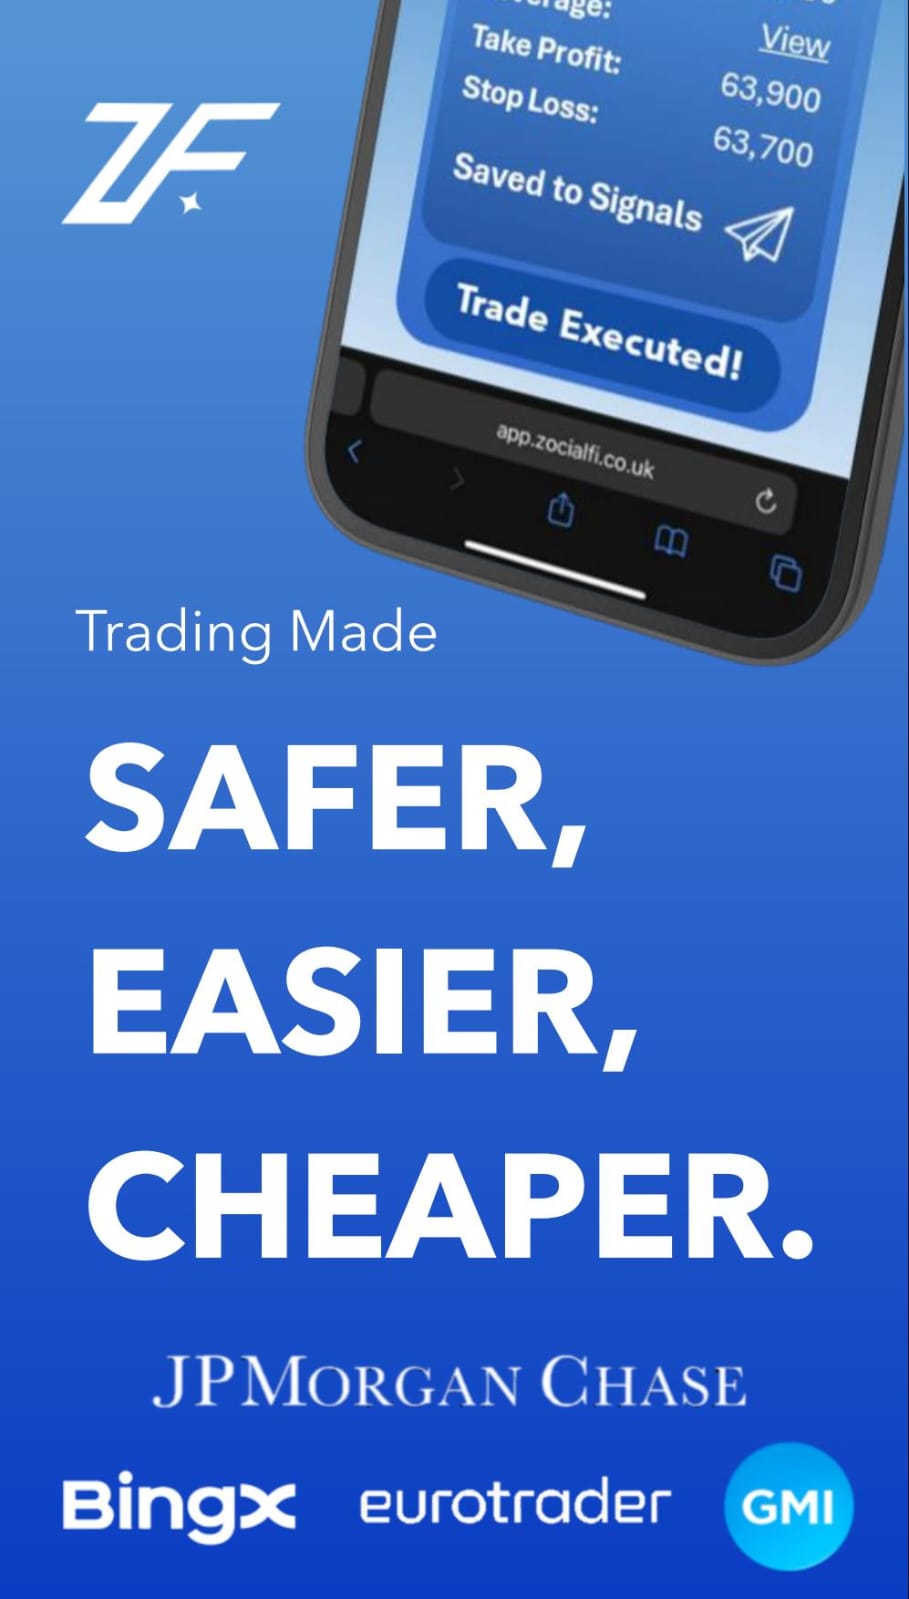 View
Take Profit: 63,900
Stop Loss: 63,700
Saved to Signals
Trade Executed!
app.zocialfi.co.uk
ZF
Trading Made
SAFER,
EASIER,
CHEAPER.
JPMORGAN CHASE
Bingx eurotrader GMI